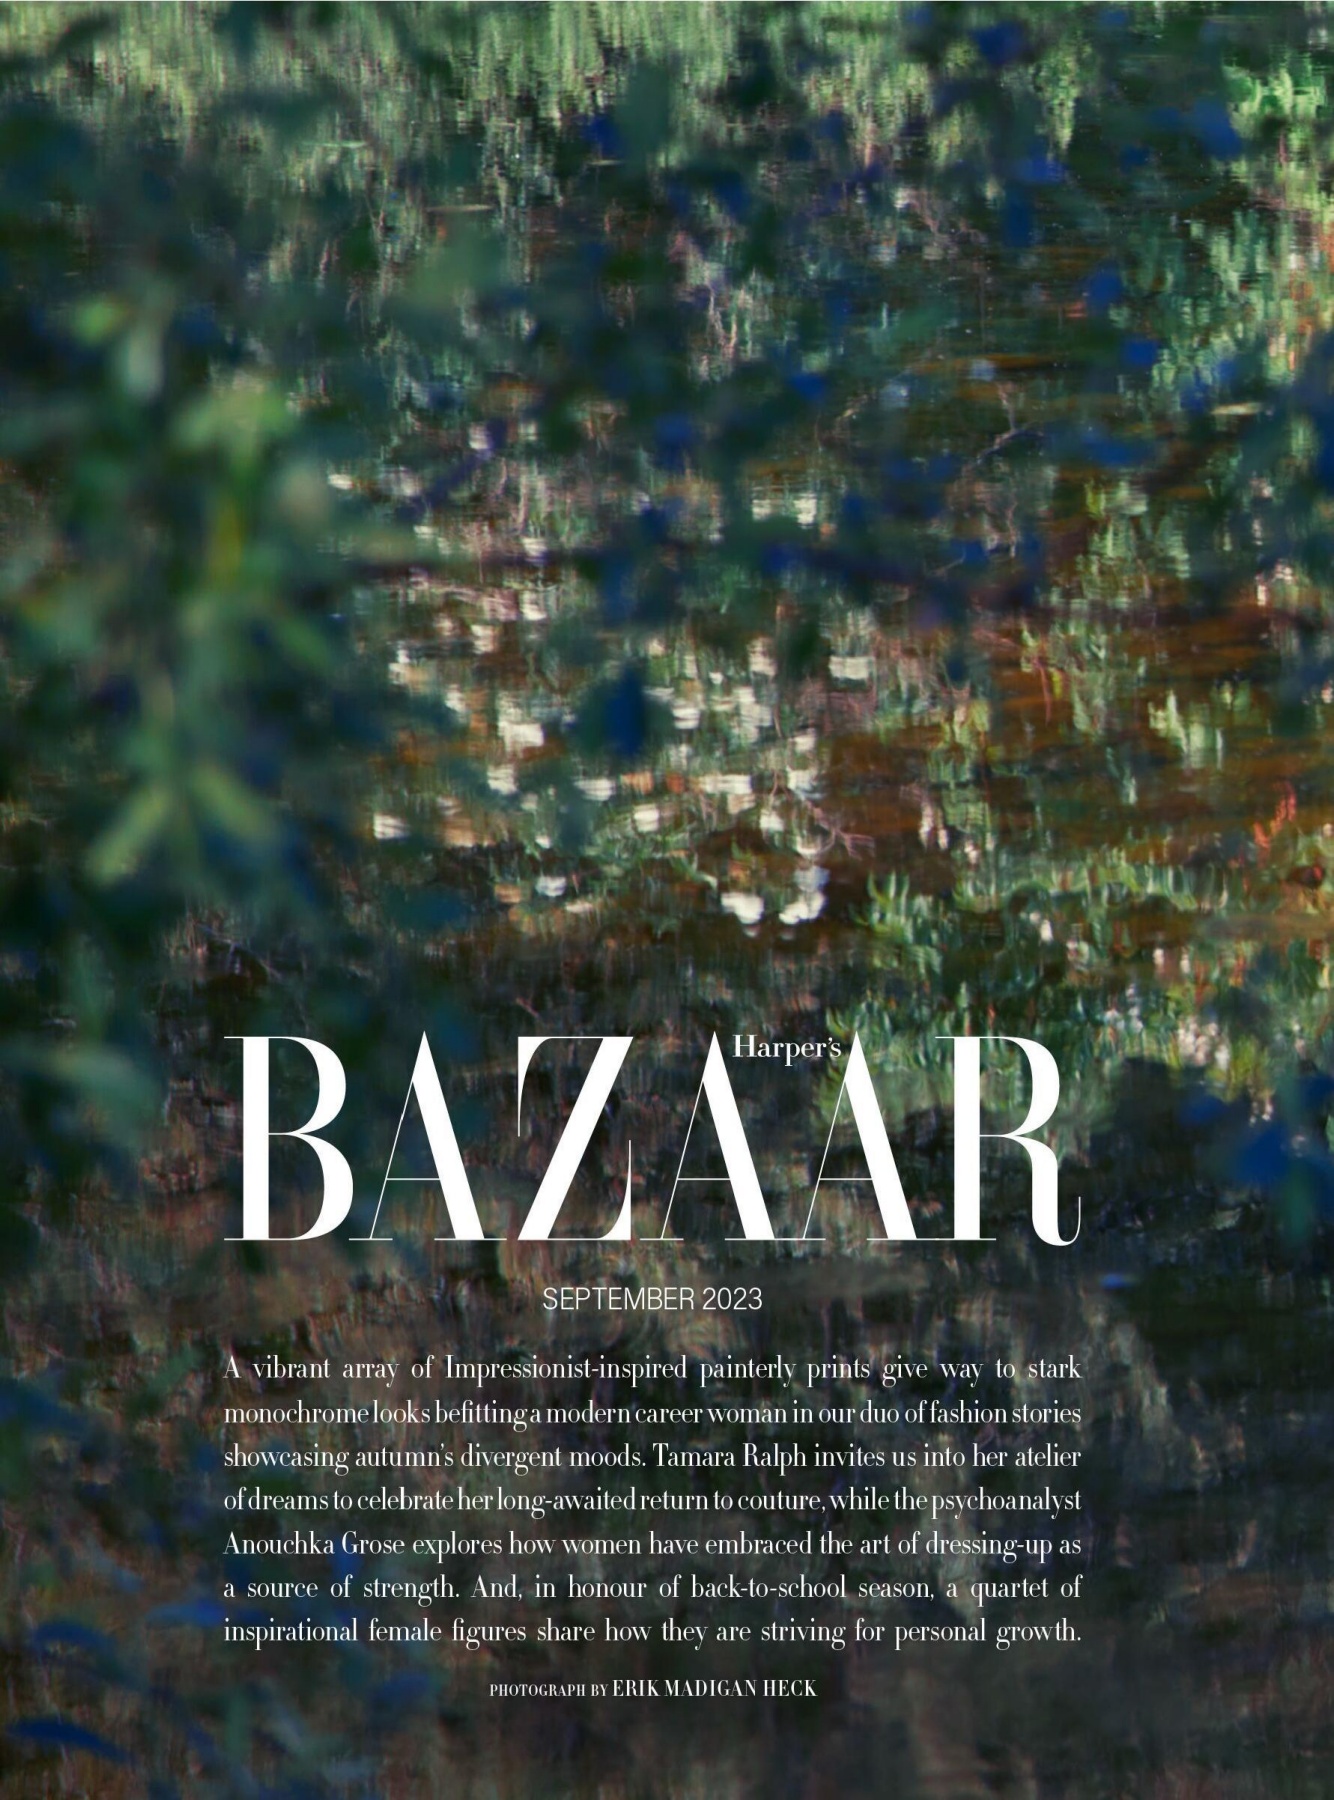 Harper's
BAZAAR
SEPTEMBER 2023
A vibrant array of Impressionist-inspired painterly prints give way to stark
monochrome looks befitting a modern career woman in our duo of fashion stories
showcasing autumn's divergent moods. Tamara Ralph invites us into her atelier
of dreams to celebrate her long-awaited return to couture, while the psychoanalyst
Anouchka Grose explores how women have embraced the art of dressing-up as
a source of strength. And, in honour of back-to-school season, a quartet of
inspirational female figures share how they are striving for personal growth.
PHOTOGRAPH BY ERIK MADIGAN HECK